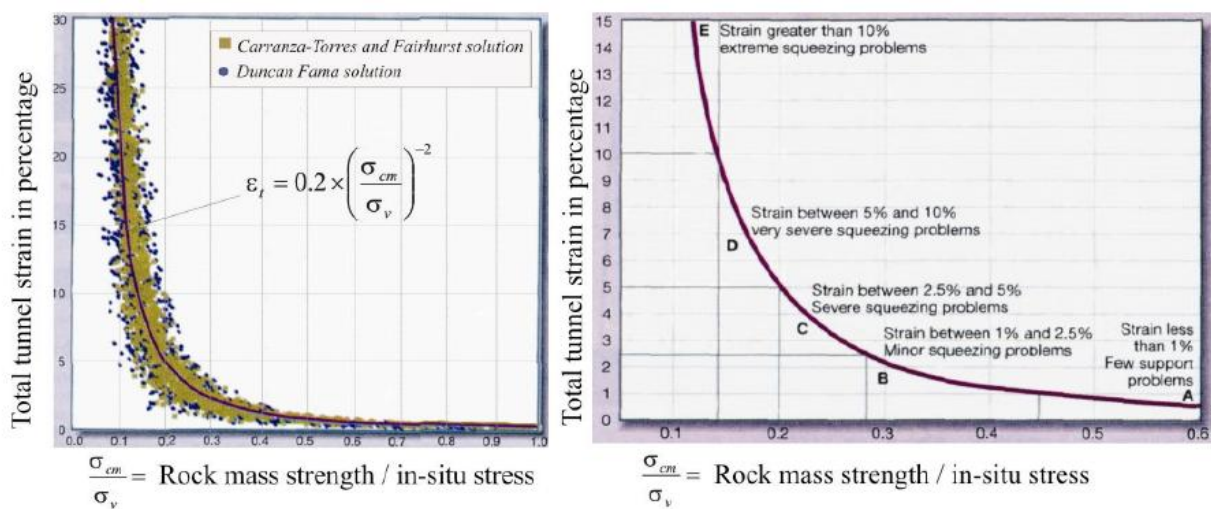 Total tunnel strain in percentage
30
25
20
15
10
5
0
Carranza-Torres and Fairhurst solution
Duncan Fama solution
ε_t = 0.2 × (σ_cm / σ_v)^-2
0.0 0.1 0.2 0.3 0.4 0.5 0.6 0.7 0.8 0.9 1.0
σ_cm / σ_v = Rock mass strength / in-situ stress
Total tunnel strain in percentage
15
14
13
12
11
10
9
8
7
6
5
4
3
2
1
0
E Strain greater than 10%
extreme squeezing problems
Strain between 5% and 10%
very severe squeezing problems
D
Strain between 2.5% and 5%
Severe squeezing problems
C
Strain between 1% and 2.5%
Minor squeezing problems
B
Strain less
than 1%
Few support
problems
A
0.1 0.2 0.3 0.4 0.5 0.6
σ_cm / σ_v = Rock mass strength / in-situ stress